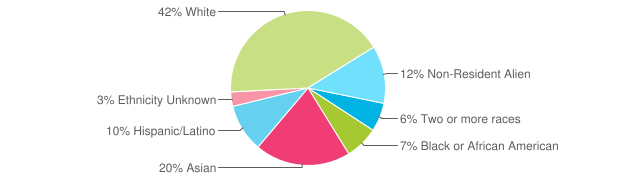 42% White
12% Non-Resident Alien
3% Ethnicity Unknown
6% Two or more races
10% Hispanic/Latino
7% Black or African American
20% Asian